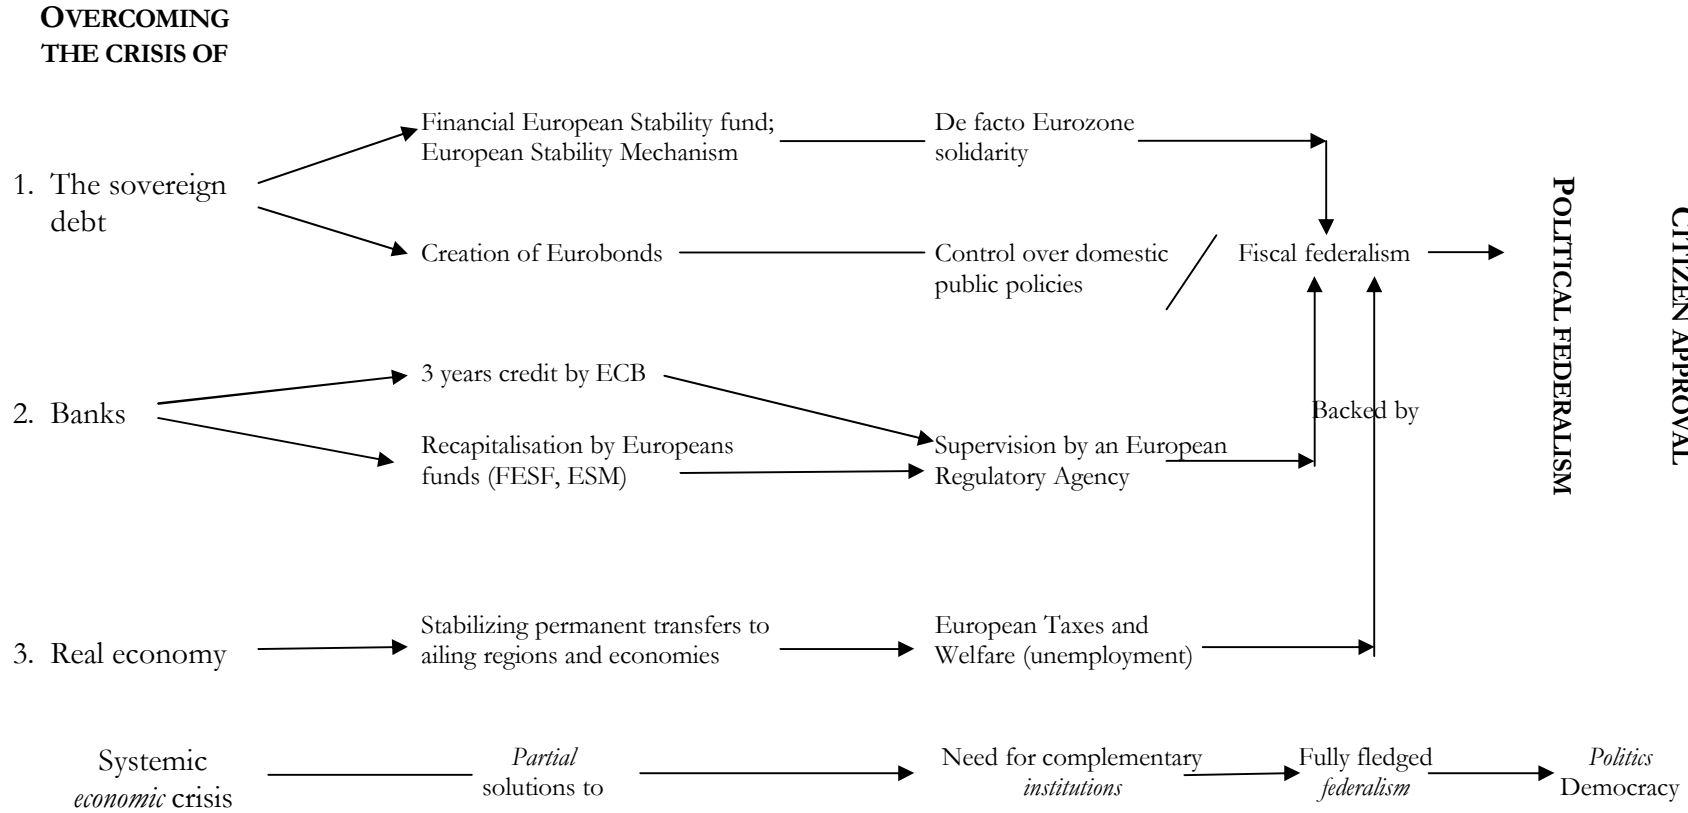 OVERCOMING
THE CRISIS OF
Financial European Stability fund;
European Stability Mechanism
De facto Eurozone
solidarity
1. The sovereign
debt
Creation of Eurobonds
Control over domestic
public policies
Fiscal federalism
POLITICAL FEDERALISM
CITIZEN APPROVAL
3 years credit by ECB
2. Banks
Backed by
Recapitalisation by Europeans
funds (FESF, ESM)
Supervision by an European
Regulatory Agency
3. Real economy
Stabilizing permanent transfers to
ailing regions and economies
European Taxes and
Welfare (unemployment)
Systemic
economic crisis
Partial
solutions to
Need for complementary
institutions
Fully fledged
federalism
Politics
Democracy